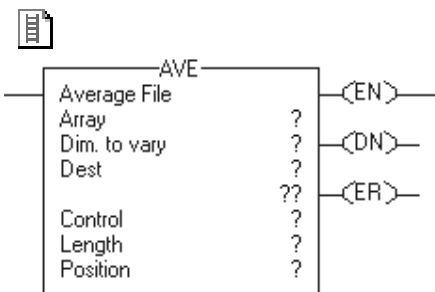 AVE
Average File
EN
Array ?
Dim. to vary ?
DN
Dest ?
??
ER
Control ?
Length ?
Position ?